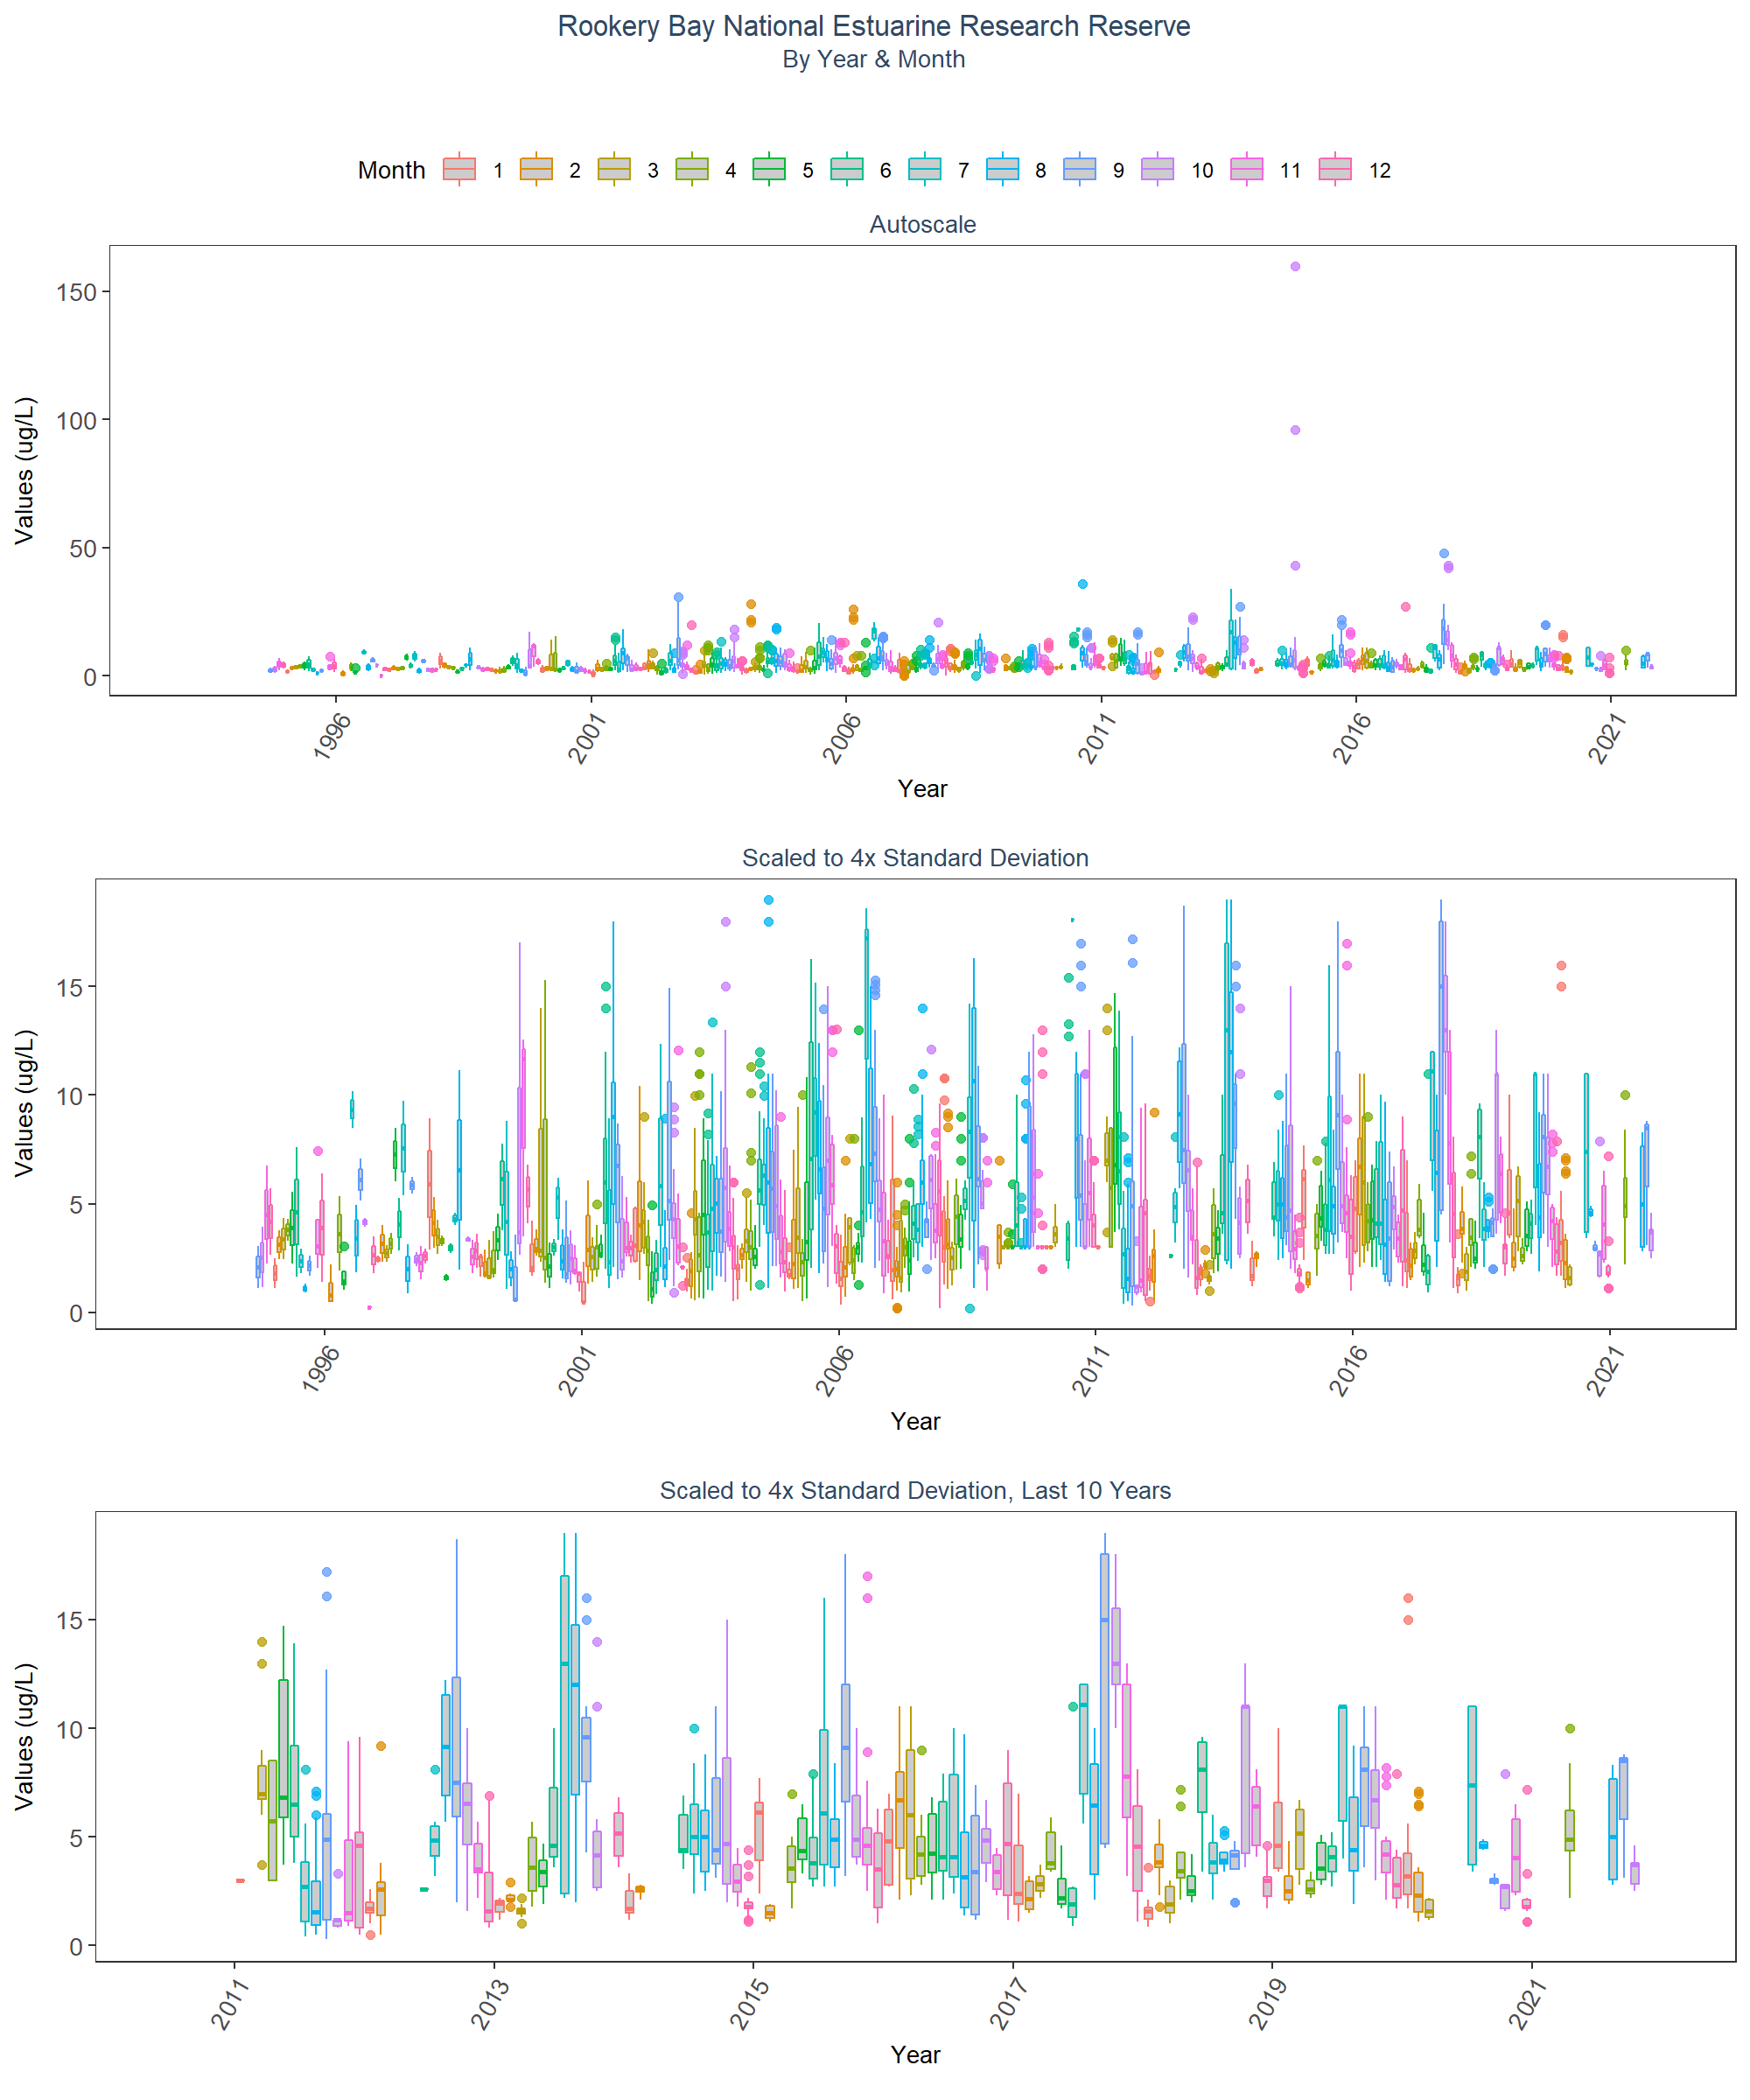 Rookery Bay National Estuarine Research Reserve
By Year & Month
Month 1 2 3 4 5 6 7 8 9 10 11 12
Autoscale
Values (ug/L)
150
100
50
0
1996 2001 2006 2011 2016 2021
Year
Scaled to 4x Standard Deviation
Values (ug/L)
15
10
5
0
1996 2001 2006 2011 2016 2021
Year
Scaled to 4x Standard Deviation, Last 10 Years
Values (ug/L)
15
10
5
0
2011 2013 2015 2017 2019 2021
Year